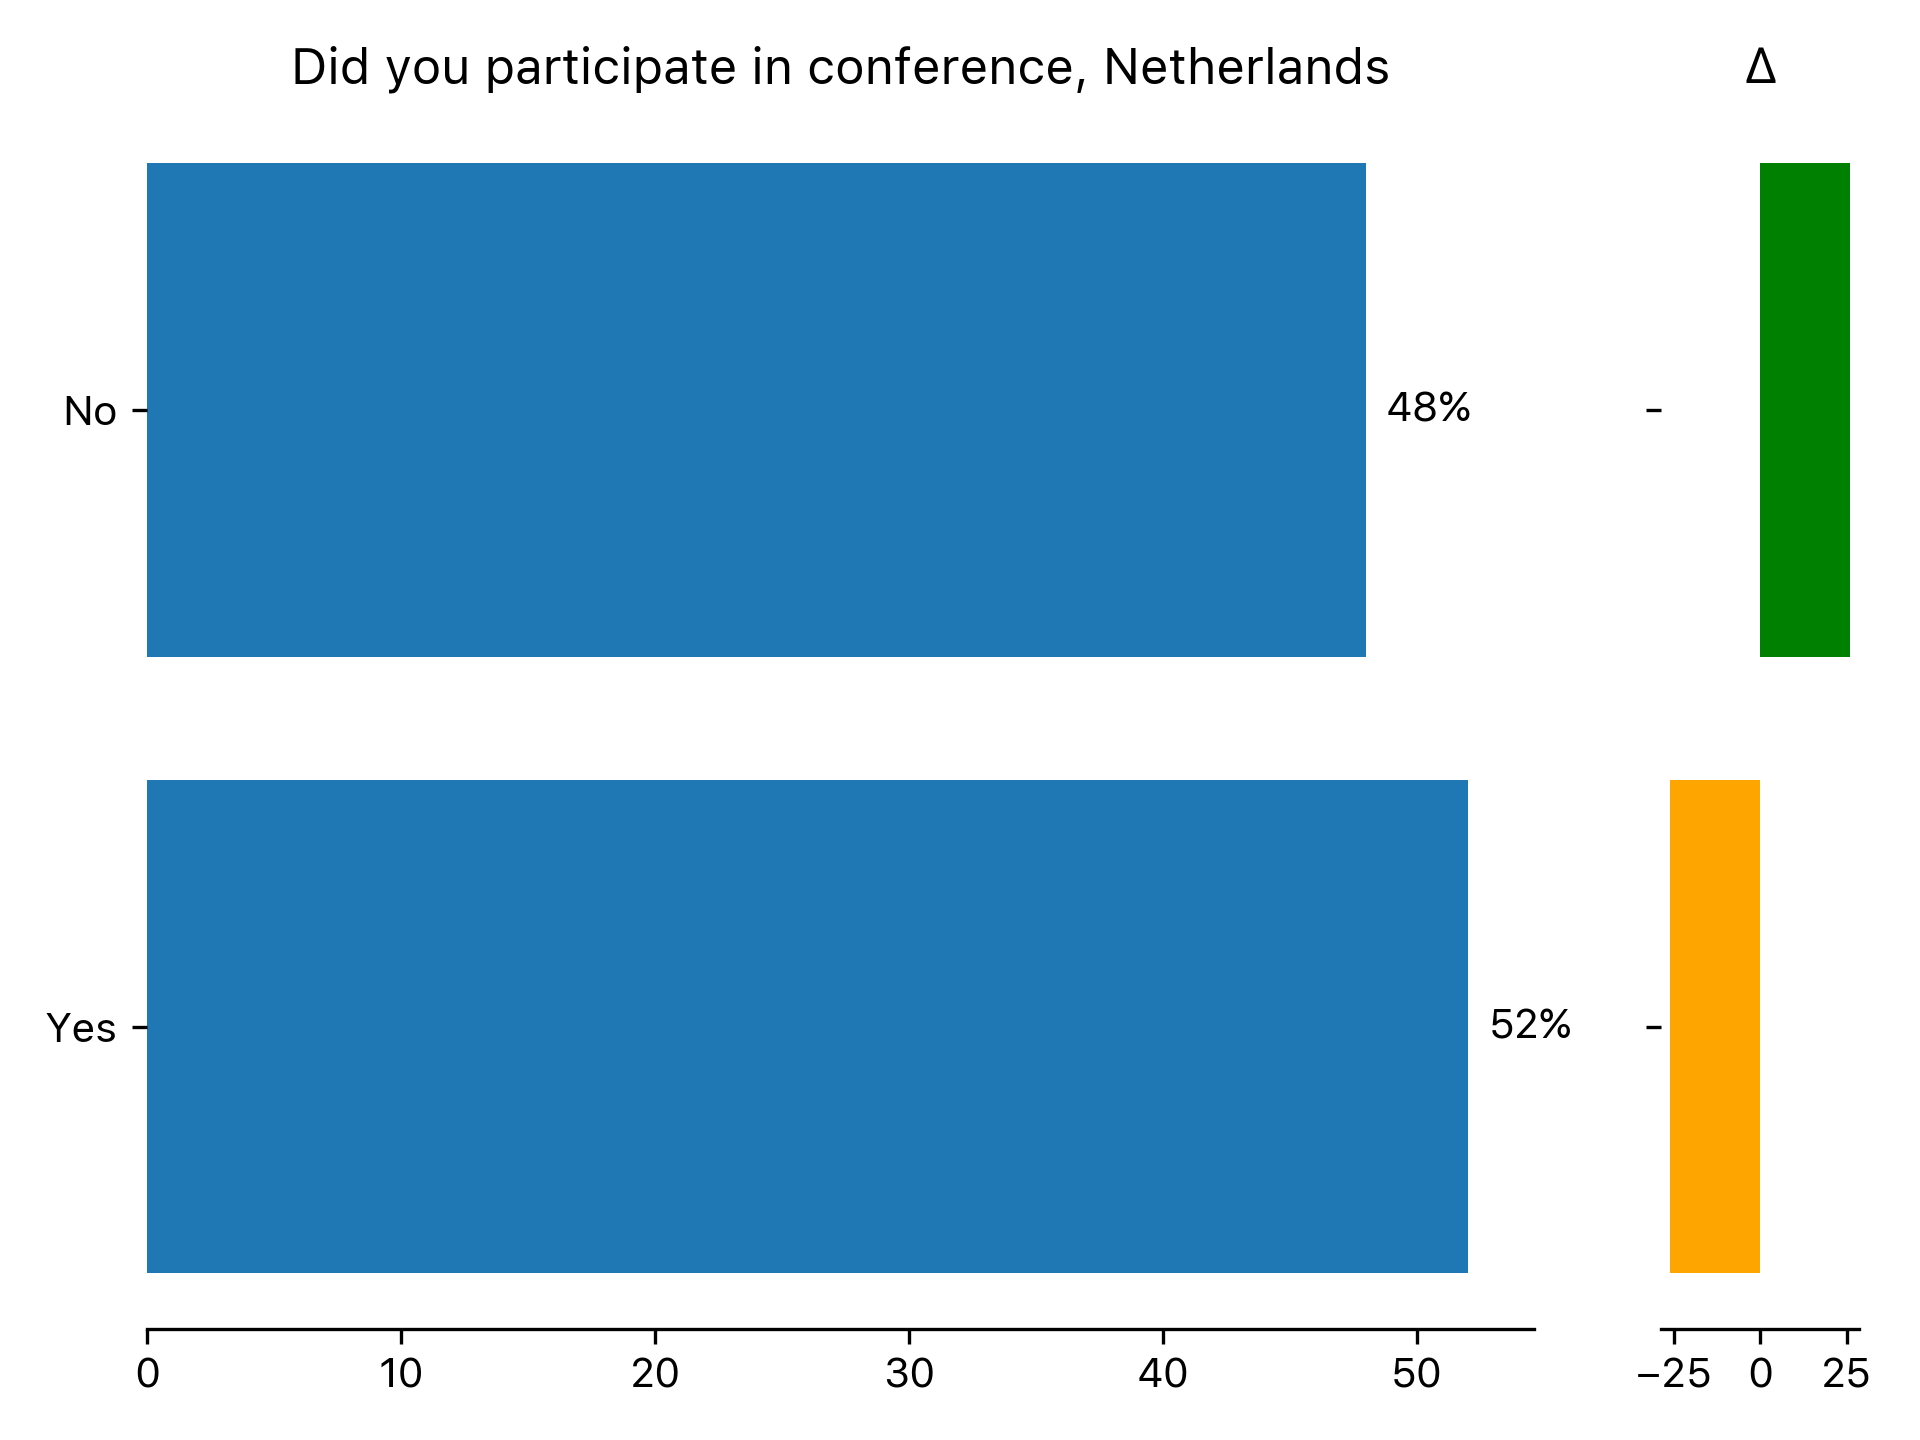 Did you participate in conference, Netherlands
Δ
No
48%
Yes
52%
0 10 20 30 40 50
−25 0 25